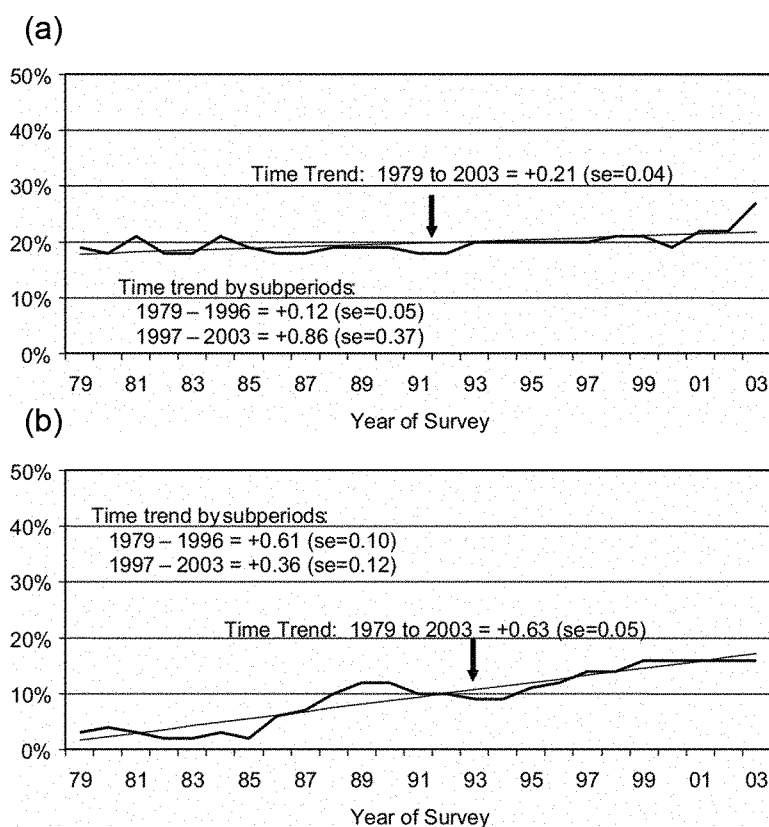 (a)
50%
40%
Time Trend: 1979 to 2003 = +0.21 (se=0.04)
30%
20%
Time trend by subperiods:
1979 – 1996 = +0.12 (se=0.05)
10%
1997 – 2003 = +0.86 (se=0.37)
0%
79 81 83 85 87 89 91 93 95 97 99 01 03
Year of Survey
(b)
50%
Time trend by subperiods:
40%
1979 – 1996 = +0.61 (se=0.10)
1997 – 2003 = +0.36 (se=0.12)
30%
20%
Time Trend: 1979 to 2003 = +0.63 (se=0.05)
10%
0%
79 81 83 85 87 89 91 93 95 97 99 01 03
Year of Survey